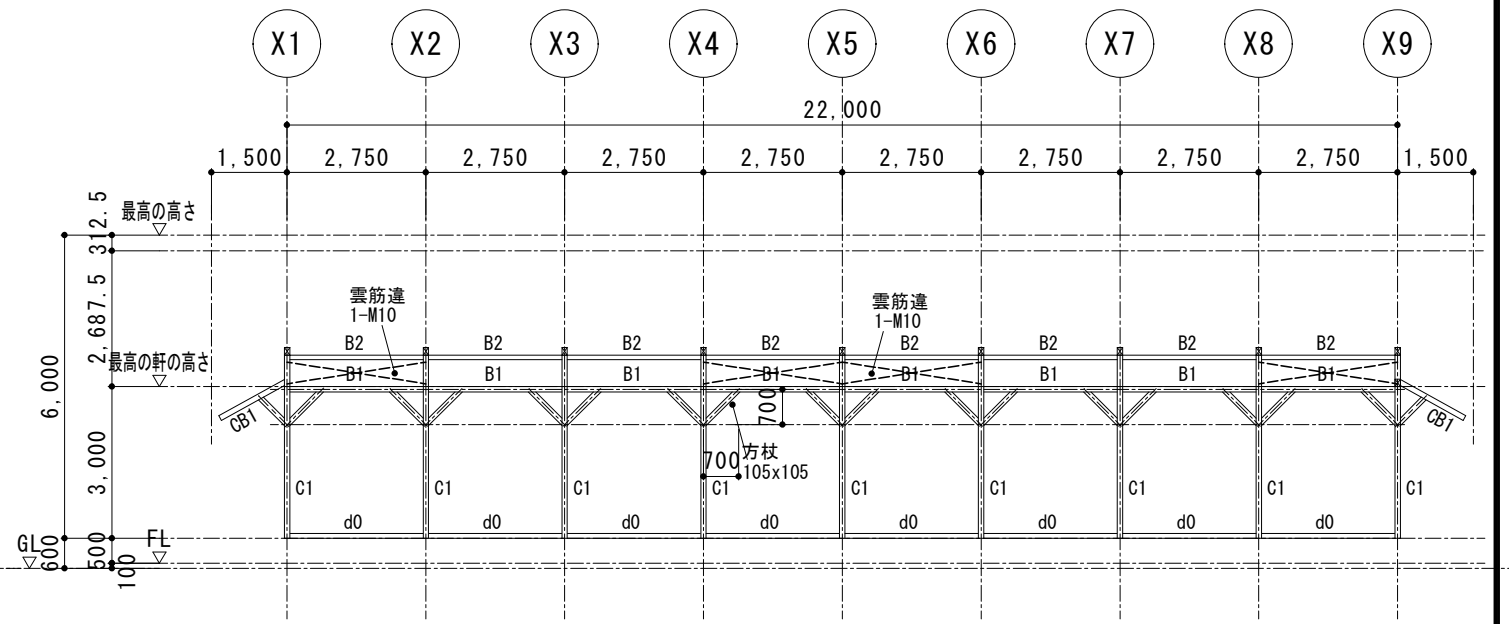 X1 X2 X3 X4 X5 X6 X7 X8 X9
22,000
1,500 2,750 2,750 2,750 2,750 2,750 2,750 2,750 2,750 1,500
最高の高さ
312.5
2,687.5
雲筋違
1-M10
雲筋違
1-M10
B2 B2 B2 B2 B2 B2 B2 B2
最高の軒の高さ
B1 B1 B1 B1 B1 B1 B1 B1
6,000
CB1 CB1
700
3,000
方杖
105x105
700
C1 C1 C1 C1 C1 C1 C1 C1 C1
d0 d0 d0 d0 d0 d0 d0 d0
GL
FL
600
500
100